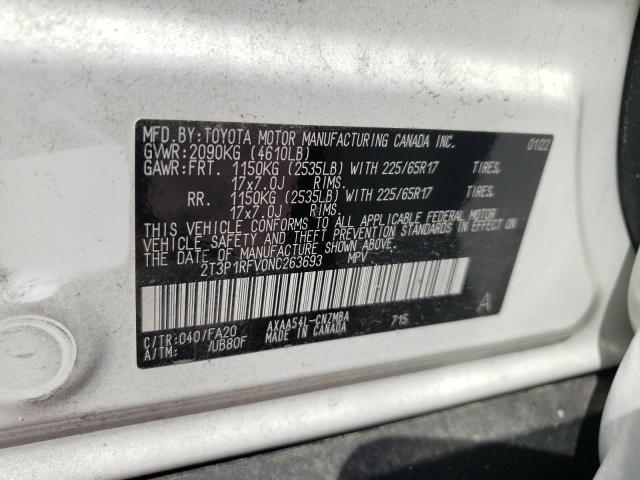 MFD. BY: TOYOTA MOTOR MANUFACTURING CANADA INC. 01/22
GVWR: 2090KG (4610LB)
GAWR: FRT. 1150KG (2535LB) WITH 225/65R17 TIRES.
17x7.0J RIMS.
RR. 1150KG (2535LB) WITH 225/65R17 TIRES.
17x7.0J RIMS.
THIS VEHICLE CONFORMS TO ALL APPLICABLE FEDERAL MOTOR
VEHICLE SAFETY AND THEFT PREVENTION STANDARDS IN EFFECT ON
THE DATE OF MANUFACTURE SHOWN ABOVE.
2T3P1RFV0NC263693 MPV
C/TR: 040/FA20 AXAA54L-CNZMBA 715 A
A/TM: /UB80F MADE IN CANADA